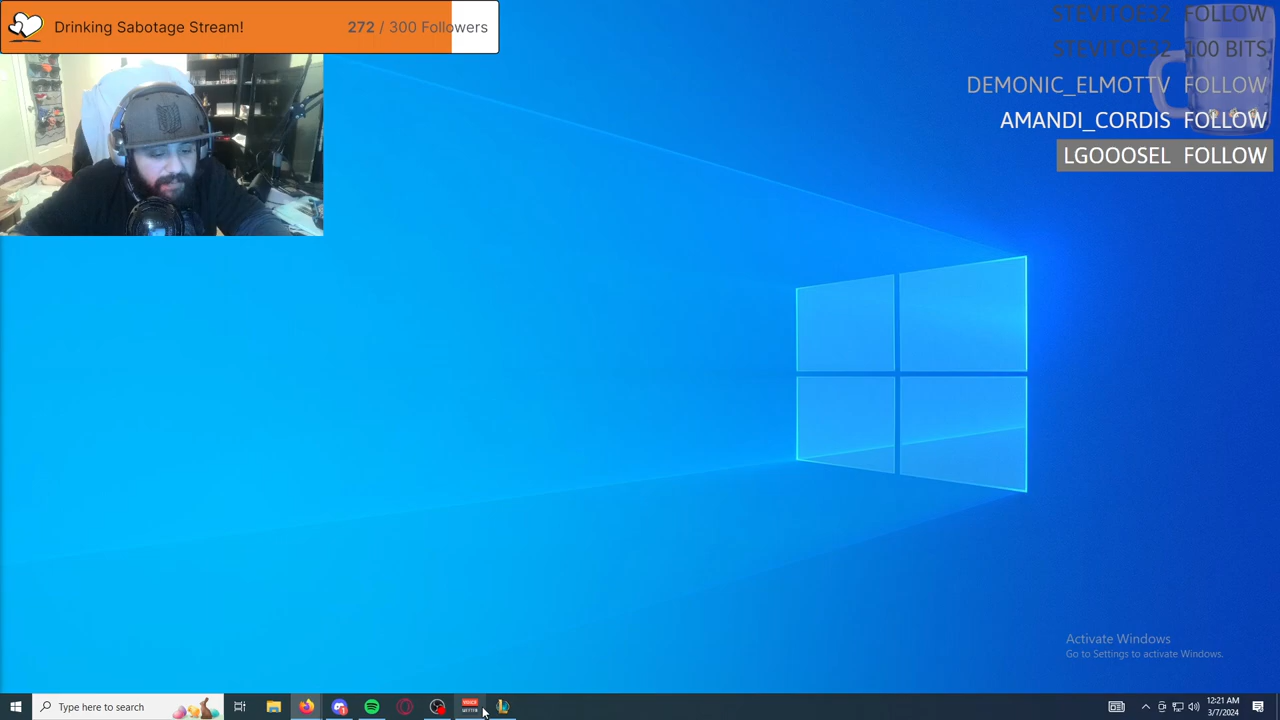 Drinking Sabotage Stream! 272 / 300 Followers
STEVITOE32 FOLLOW
STEVITOE32 100 BITS
DEMONIC_ELMOTTV FOLLOW
AMANDI_CORDIS FOLLOW
LGOOOSEL FOLLOW
Activate Windows
Go to Settings to activate Windows.
Type here to search
12:21 AM
3/7/2024